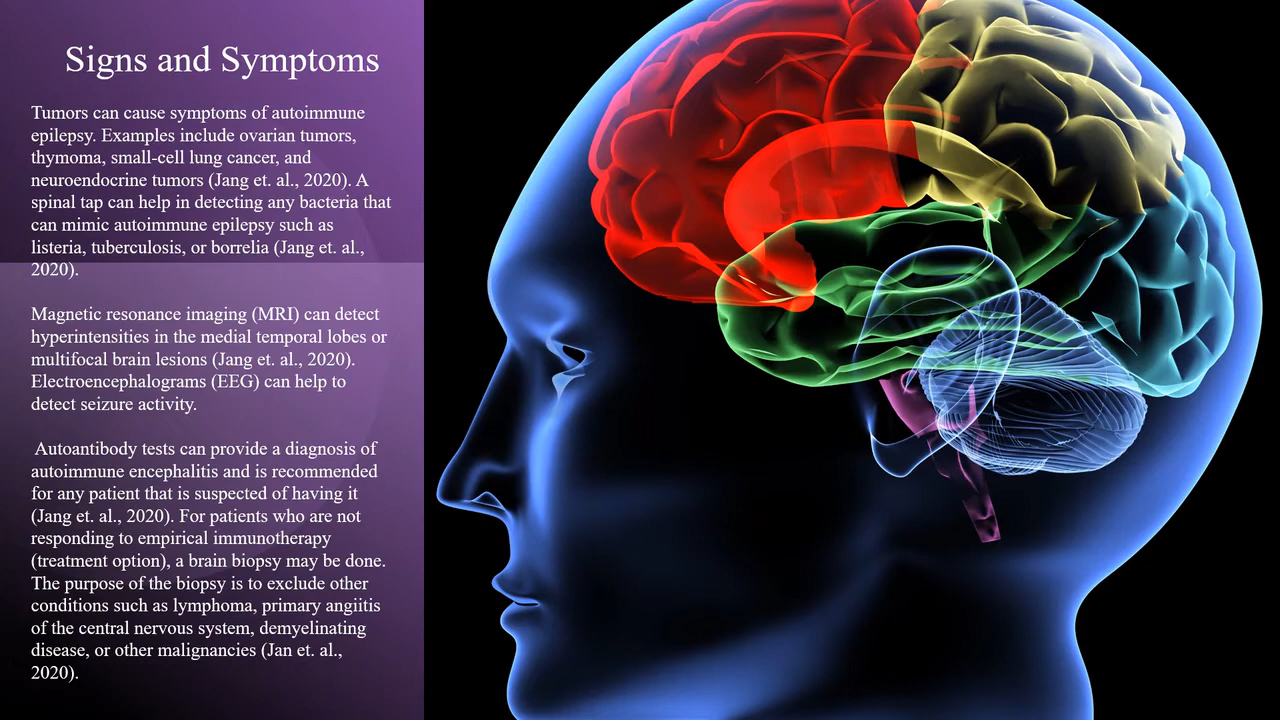 Signs and Symptoms
Tumors can cause symptoms of autoimmune
epilepsy. Examples include ovarian tumors,
thymoma, small-cell lung cancer, and
neuroendocrine tumors (Jang et. al., 2020). A
spinal tap can help in detecting any bacteria that
can mimic autoimmune epilepsy such as
listeria, tuberculosis, or borrelia (Jang et. al.,
2020).
Magnetic resonance imaging (MRI) can detect
hyperintensities in the medial temporal lobes or
multifocal brain lesions (Jang et. al., 2020).
Electroencephalograms (EEG) can help to
detect seizure activity.
Autoantibody tests can provide a diagnosis of
autoimmune encephalitis and is recommended
for any patient that is suspected of having it
(Jang et. al., 2020). For patients who are not
responding to empirical immunotherapy
(treatment option), a brain biopsy may be done.
The purpose of the biopsy is to exclude other
conditions such as lymphoma, primary angiitis
of the central nervous system, demyelinating
disease, or other malignancies (Jan et. al.,
2020).